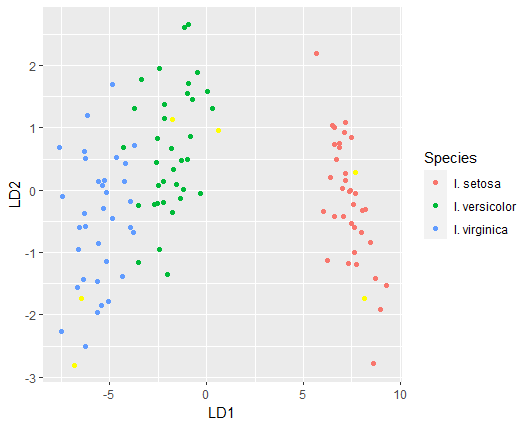 2
1
0
-1
-2
-3
LD2
-5
0
5
10
LD1
Species
I. setosa
I. versicolor
I. virginica